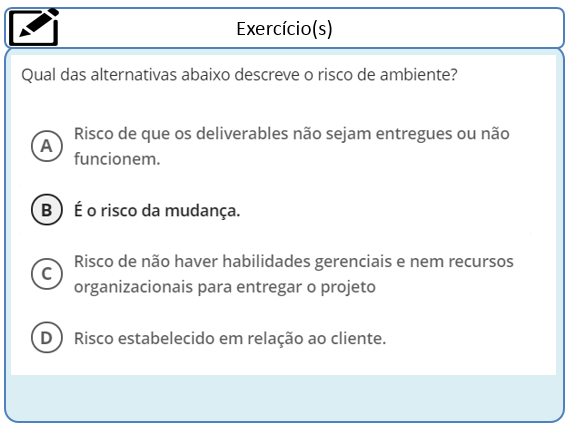 Exercício(s)
Qual das alternativas abaixo descreve o risco de ambiente?
A
Risco de que os deliverables não sejam entregues ou não
funcionem.
B
É o risco da mudança.
C
Risco de não haver habilidades gerenciais e nem recursos
organizacionais para entregar o projeto
D
Risco estabelecido em relação ao cliente.